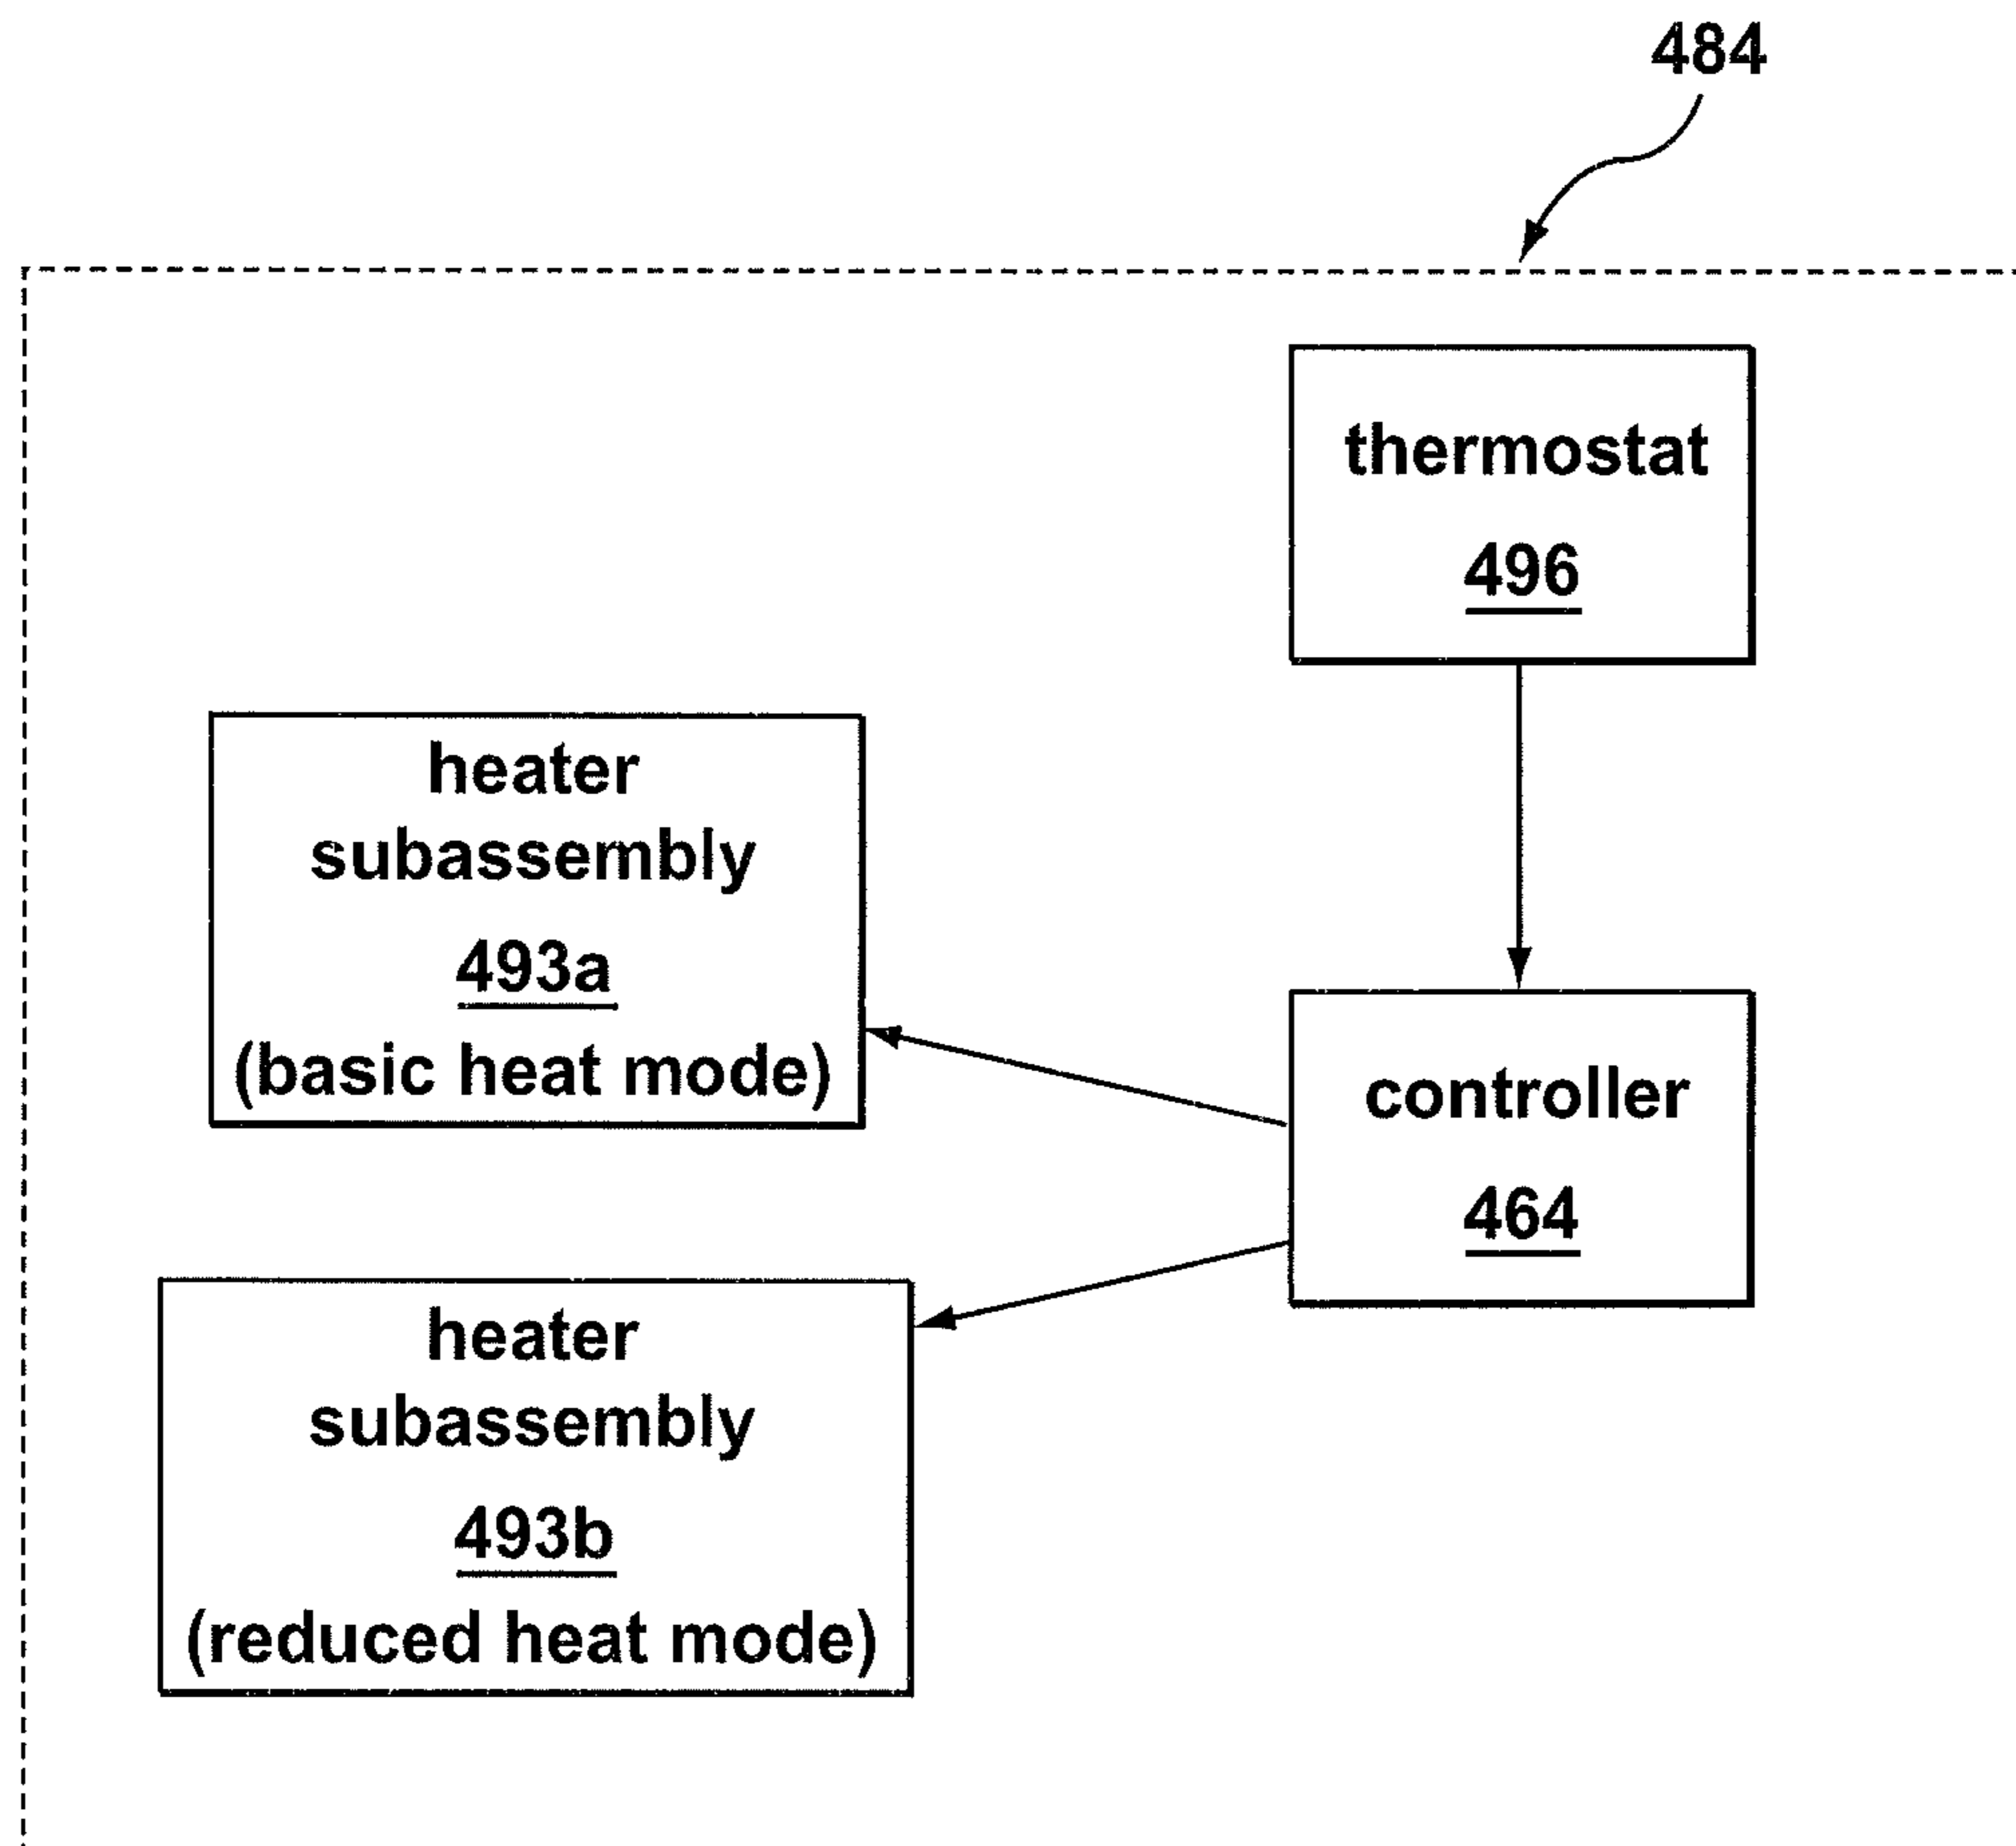 484
thermostat
496
heater
subassembly
493a
(basic heat mode)
controller
464
heater
subassembly
493b
(reduced heat mode)